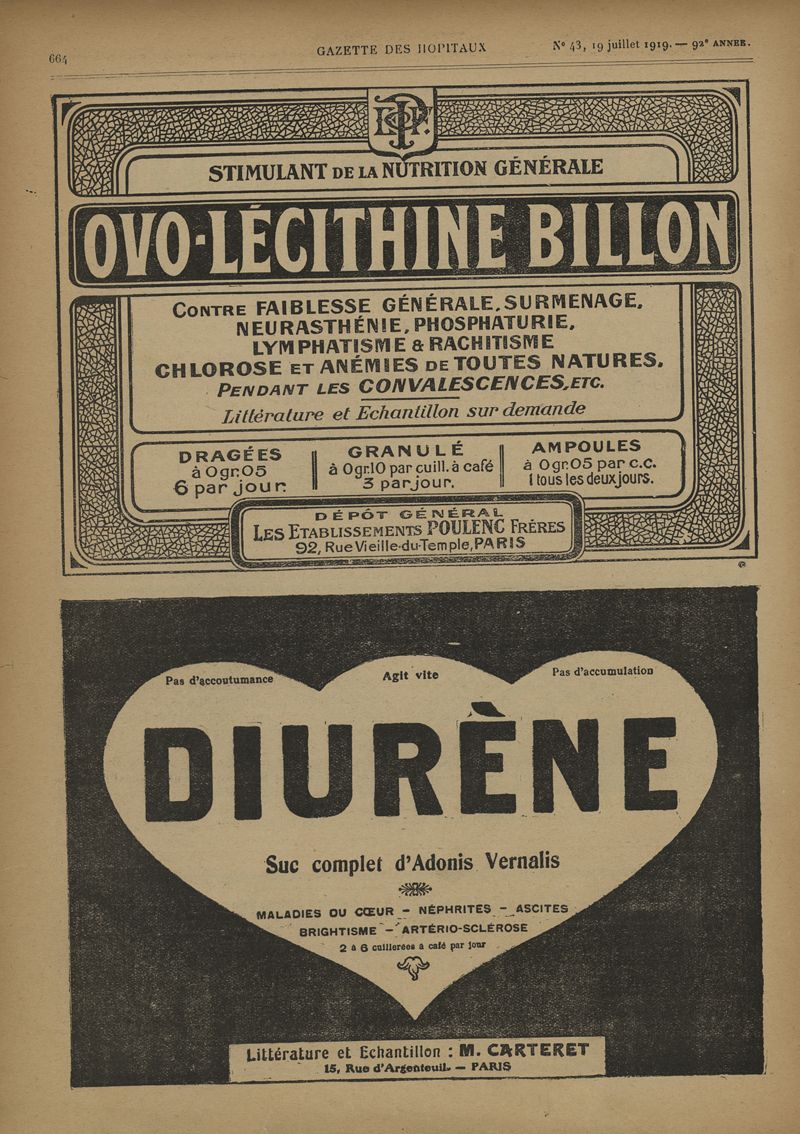 664
GAZETTE DES HOPITAUX
N° 43, 19 juillet 1919. — 92e ANNÉE.
STIMULANT DE LA NUTRITION GÉNÉRALE
OVO-LÉCITHINE BILLON
CONTRE FAIBLESSE GÉNÉRALE, SURMENAGE,
NEURASTHÉNIE, PHOSPHATURIE,
LYMPHATISME & RACHITISME
CHLOROSE ET ANÉMIES DE TOUTES NATURES.
PENDANT LES CONVALESCENCES, ETC.
Littérature et Echantillon sur demande
DRAGÉES
à 0gr.05
6 par jour.
GRANULÉ
à 0gr.10 par cuill. à café
3 par jour.
AMPOULES
à 0gr.05 par c.c.
1 tous les deux jours.
DÉPÔT GÉNÉRAL
LES ETABLISSEMENTS POULENC FRÈRES
92, Rue Vieille-du-Temple, PARIS
Pas d'accoutumance
Agit vite
Pas d'accumulation
DIURÈNE
Suc complet d'Adonis Vernalis
MALADIES DU CŒUR - NÉPHRITES - ASCITES
BRIGHTISME - ARTÉRIO-SCLÉROSE
2 à 6 cuillerées à café par jour
Littérature et Echantillon : M. CARTERET
15, Rue d'Argenteuil. — PARIS